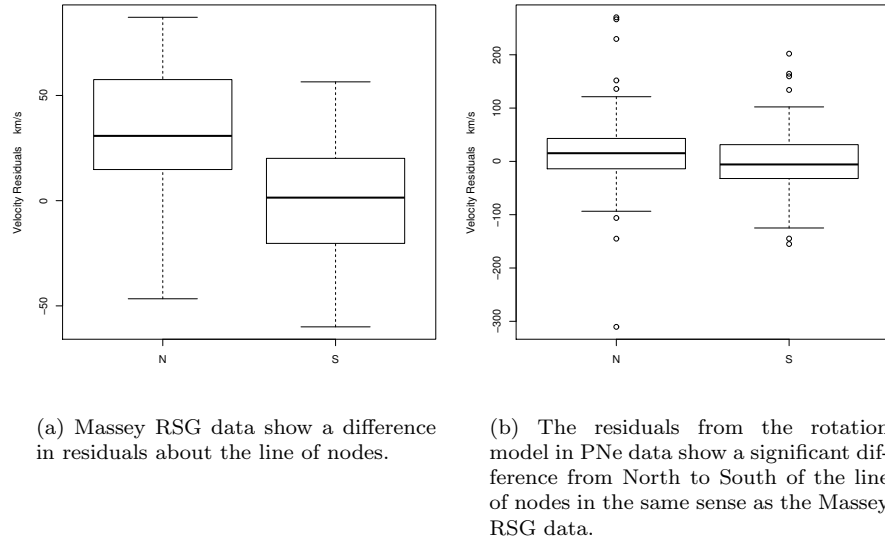 Velocity Residuals km/s
50
0
−50
N S
Velocity Residuals km/s
200
100
0
−100
−200
−300
N S
(a) Massey RSG data show a difference
in residuals about the line of nodes.
(b) The residuals from the rotation
model in PNe data show a significant dif-
ference from North to South of the line
of nodes in the same sense as the Massey
RSG data.